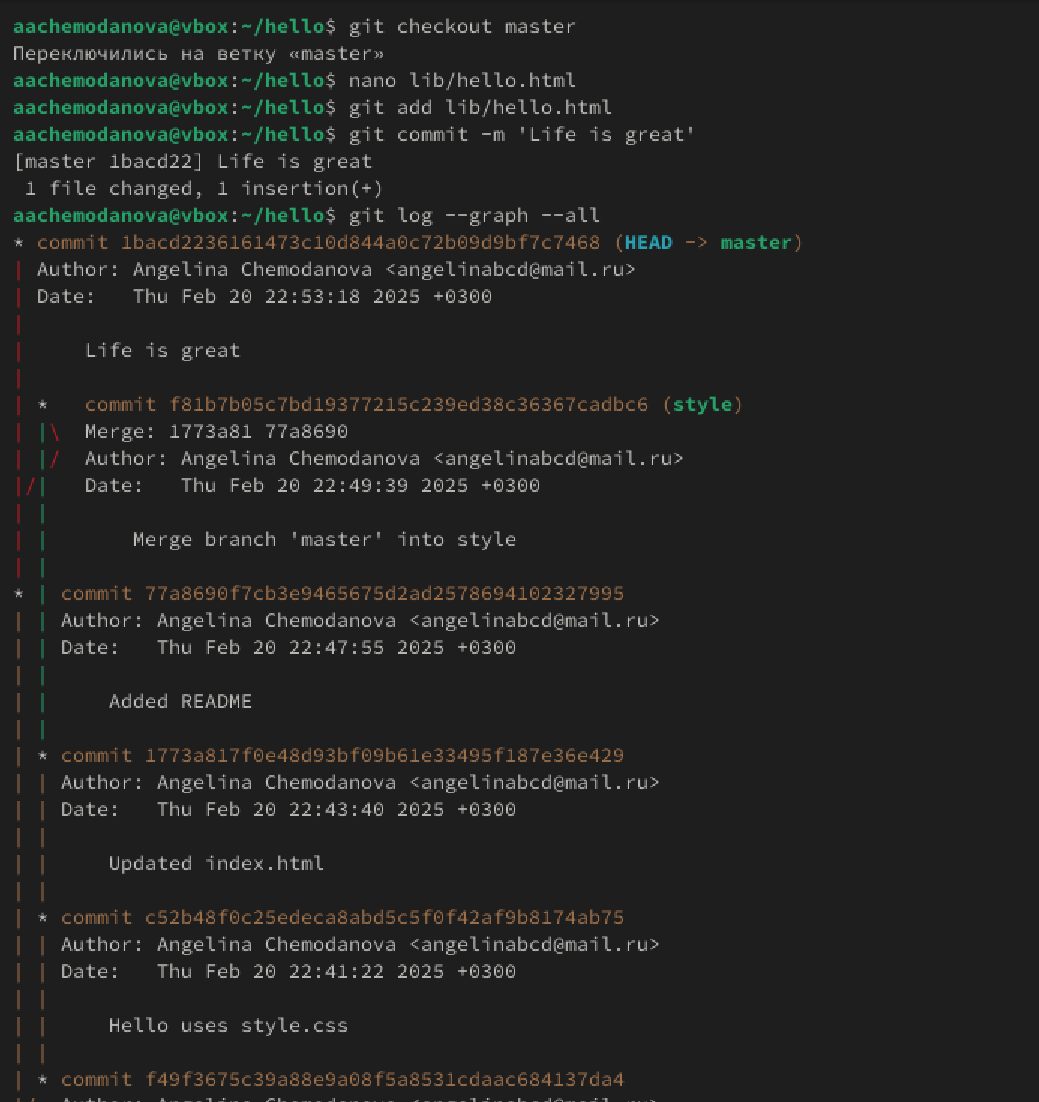 aachemodanova@vbox:~/hello$ git checkout master
Переключились на ветку «master»
aachemodanova@vbox:~/hello$ nano lib/hello.html
aachemodanova@vbox:~/hello$ git add lib/hello.html
aachemodanova@vbox:~/hello$ git commit -m 'Life is great'
[master 1bacd22] Life is great
 1 file changed, 1 insertion(+)
aachemodanova@vbox:~/hello$ git log --graph --all
* commit 1bacd2236161473c10d844a0c72b09d9bf7c7468 (HEAD -> master)
| Author: Angelina Chemodanova <angelinabcd@mail.ru>
| Date:   Thu Feb 20 22:53:18 2025 +0300
|
|     Life is great
|
| *   commit f81b7b05c7bd19377215c239ed38c36367cadbc6 (style)
| |\  Merge: 1773a81 77a8690
| |/  Author: Angelina Chemodanova <angelinabcd@mail.ru>
|/|   Date:   Thu Feb 20 22:49:39 2025 +0300
| |
| |       Merge branch 'master' into style
| |
* | commit 77a8690f7cb3e9465675d2ad2578694102327995
| | Author: Angelina Chemodanova <angelinabcd@mail.ru>
| | Date:   Thu Feb 20 22:47:55 2025 +0300
| |
| |     Added README
| |
| * commit 1773a817f0e48d93bf09b61e33495f187e36e429
| | Author: Angelina Chemodanova <angelinabcd@mail.ru>
| | Date:   Thu Feb 20 22:43:40 2025 +0300
| |
| |     Updated index.html
| |
| * commit c52b48f0c25edeca8abd5c5f0f42af9b8174ab75
| | Author: Angelina Chemodanova <angelinabcd@mail.ru>
| | Date:   Thu Feb 20 22:41:22 2025 +0300
| |
| |     Hello uses style.css
| |
| * commit f49f3675c39a88e9a08f5a8531cdaac684137da4